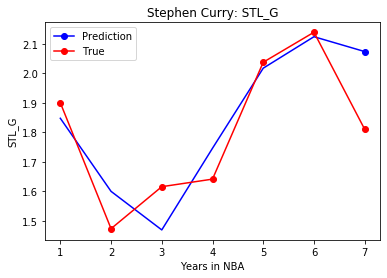 Stephen Curry: STL_G
Prediction
True
STL_G
2.1
2.0
1.9
1.8
1.7
1.6
1.5
1 2 3 4 5 6 7
Years in NBA